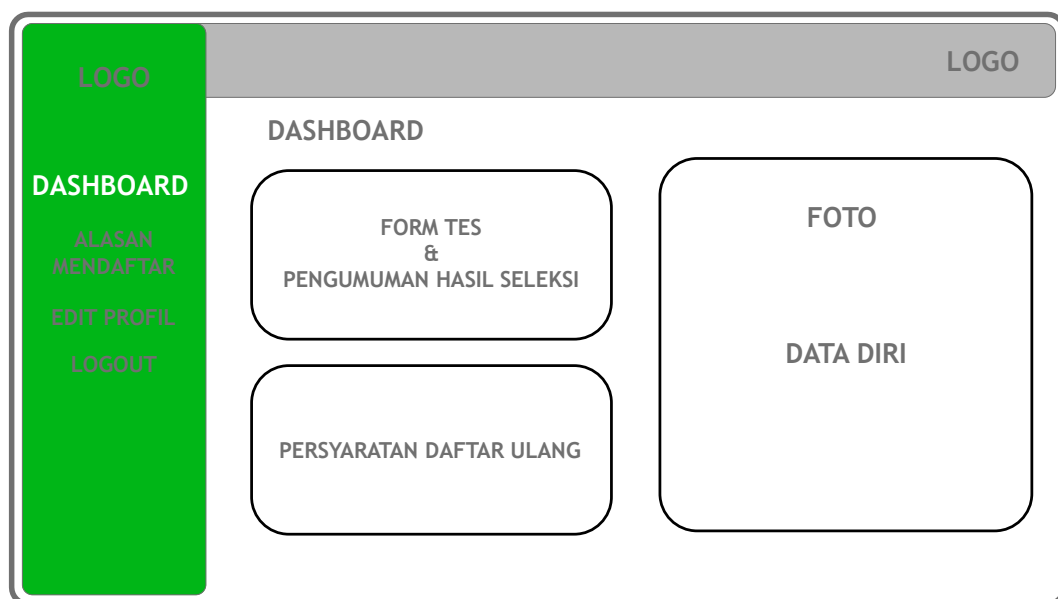 LOGO
DASHBOARD
ALASAN
MENDAFTAR
EDIT PROFIL
LOGOUT
LOGO
DASHBOARD
FORM TES
&
PENGUMUMAN HASIL SELEKSI
PERSYARATAN DAFTAR ULANG
FOTO
DATA DIRI